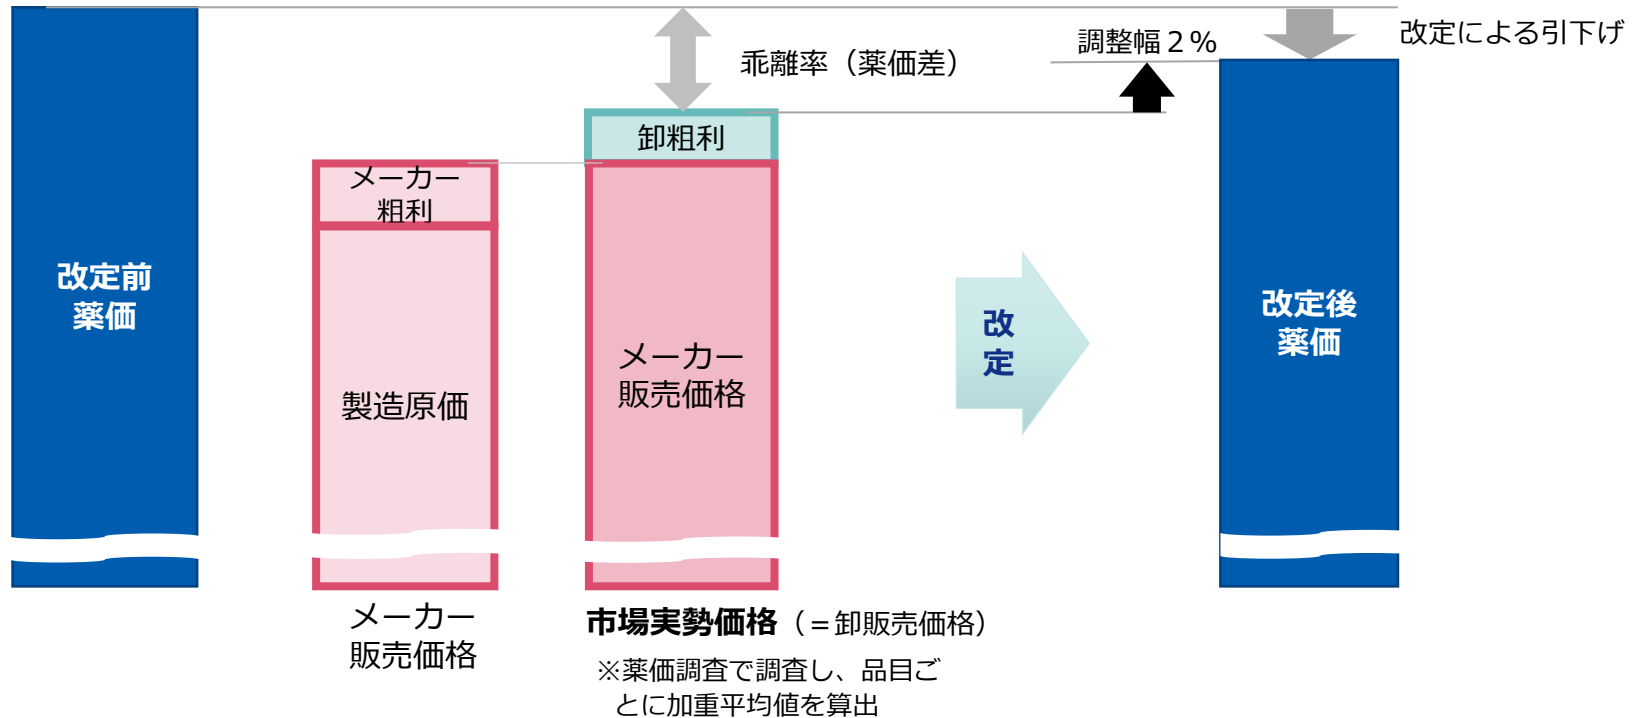 改定による引下げ
調整幅２％
乖離率（薬価差）
卸粗利
メーカー
粗利
改定前
薬価
製造原価
メーカー
販売価格
改
定
改定後
薬価
メーカー
販売価格
市場実勢価格（＝卸販売価格）
※薬価調査で調査し、品目ご
とに加重平均値を算出